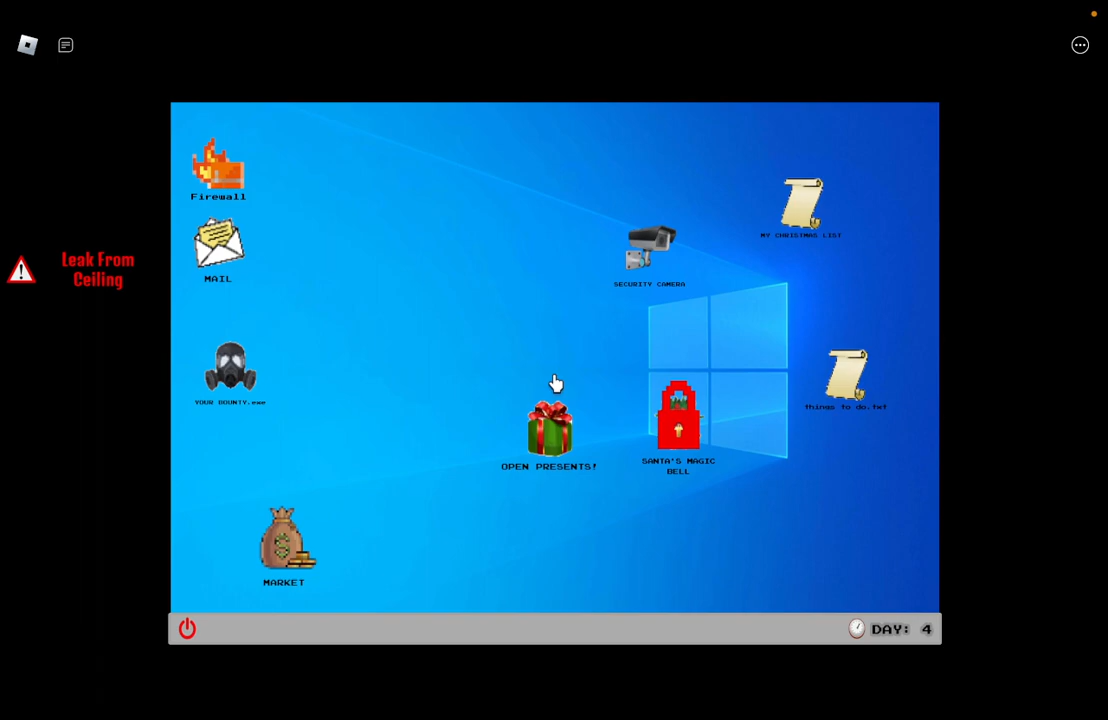 Firewall
MAIL
Leak From
Ceiling
MY CHRISTMAS LIST
SECURITY CAMERA
YOUR BOUNTY.exe
things to do.txt
OPEN PRESENTS!
SANTA'S MAGIC
BELL
MARKET
DAY: 4